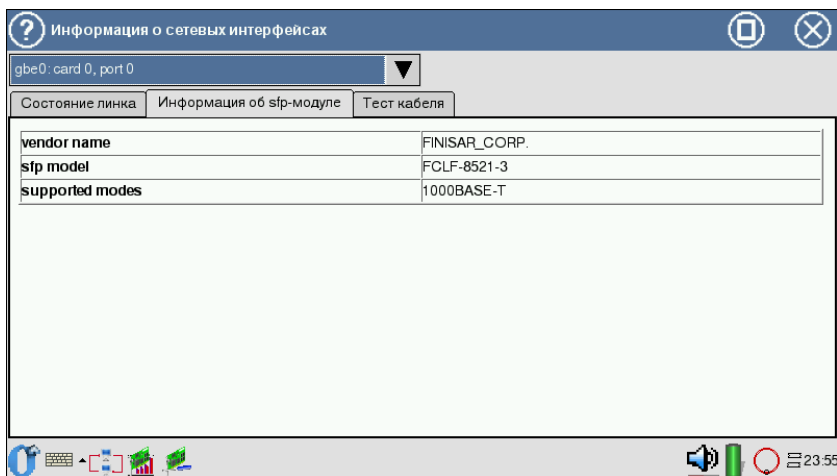 Информация о сетевых интерфейсах
gbe0: card 0, port 0
Состояние линка Информация об sfp-модуле Тест кабеля
vendor name FINISAR_CORP.
sfp model FCLF-8521-3
supported modes 1000BASE-T
23:55